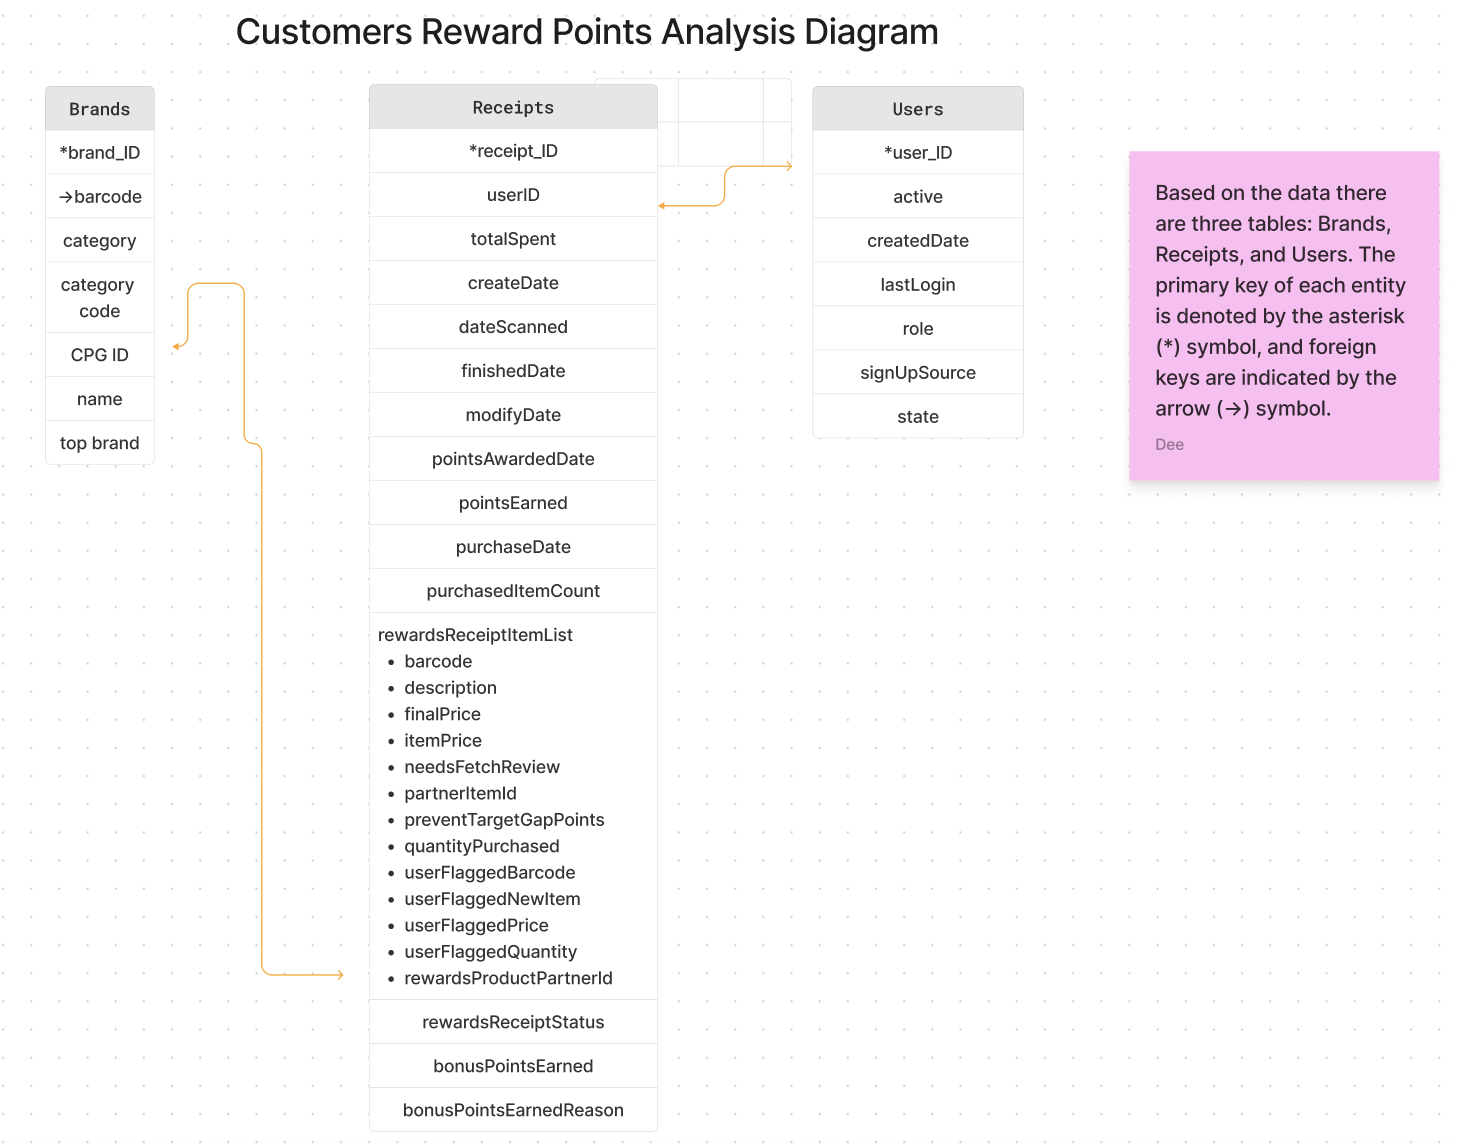 Customers Reward Points Analysis Diagram
Brands
*brand_ID
→barcode
category
category
code
CPG ID
name
top brand
Receipts
*receipt_ID
userID
totalSpent
createDate
dateScanned
finishedDate
modifyDate
pointsAwardedDate
pointsEarned
purchaseDate
purchasedItemCount
rewardsReceiptItemList
• barcode
• description
• finalPrice
• itemPrice
• needsFetchReview
• partnerItemId
• preventTargetGapPoints
• quantityPurchased
• userFlaggedBarcode
• userFlaggedNewItem
• userFlaggedPrice
• userFlaggedQuantity
• rewardsProductPartnerId
rewardsReceiptStatus
bonusPointsEarned
bonusPointsEarnedReason
Users
*user_ID
active
createdDate
lastLogin
role
signUpSource
state
Based on the data there
are three tables: Brands,
Receipts, and Users. The
primary key of each entity
is denoted by the asterisk
(*) symbol, and foreign
keys are indicated by the
arrow (→) symbol.
Dee